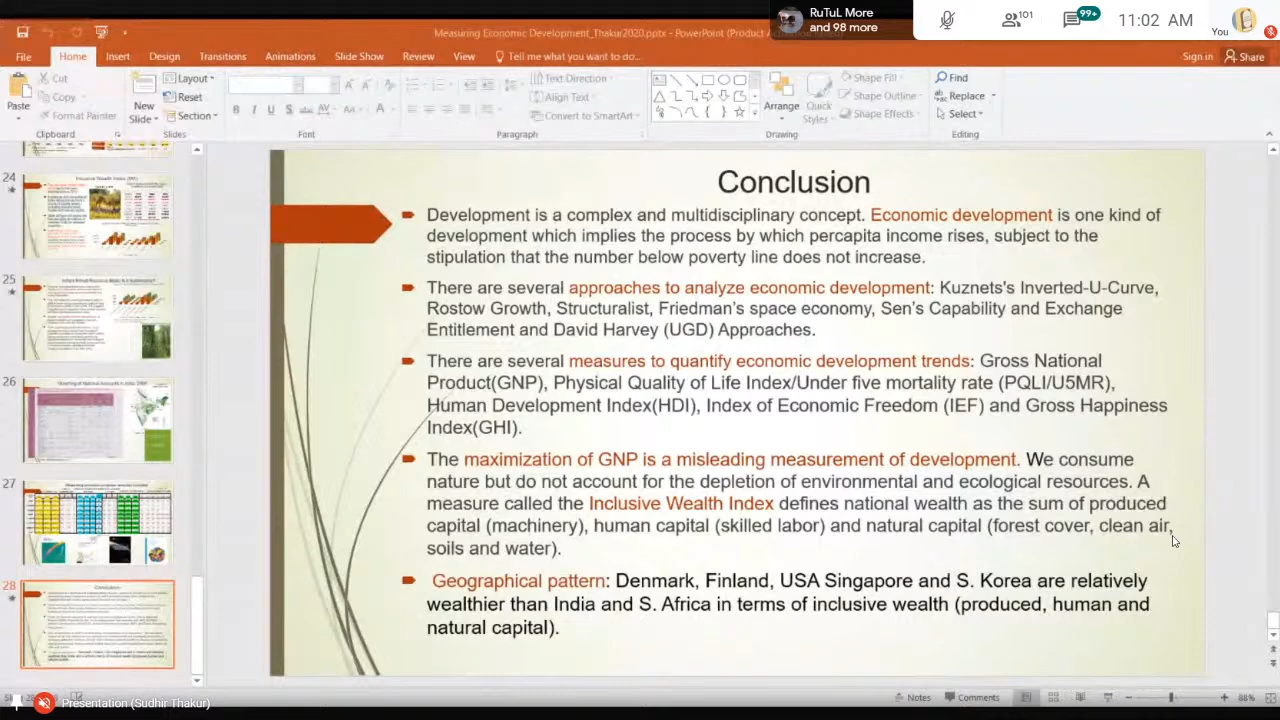 RuTuL More
and 98 more
101
99+
11:02 AM
You
Measuring Economic Development_Thakur2020.pptx - PowerPoint (Product
File
Home
Insert
Design
Transitions
Animations
Slide Show
Review
View
Tell me what you want to do...
Sign in
Share
Paste
Cut
Copy
Format Painter
Clipboard
New
Slide
Layout
Reset
Section
Slides
Font
Text Direction
Align Text
Convert to SmartArt
Paragraph
Arrange
Quick
Styles
Shape Fill
Shape Outline
Shape Effects
Drawing
Find
Replace
Select
Editing
24
25
26
27
28
Conclusion
Development is a complex and multidisciplinary concept. Economic development is one kind of
development which implies the process by which percapita income rises, subject to the
stipulation that the number below poverty line does not increase.
There are several approaches to analyze economic development: Kuznets's Inverted-U-Curve,
Rostow Growth, Structuralist, Friedman's space economy, Sen's Capability and Exchange
Entitlement and David Harvey (UGD) Approaches.
There are several measures to quantify economic development trends: Gross National
Product(GNP), Physical Quality of Life Index/Under five mortality rate (PQLI/U5MR),
Human Development Index(HDI), Index of Economic Freedom (IEF) and Gross Happiness
Index(GHI).
The maximization of GNP is a misleading measurement of development. We consume
nature but do not account for the depletion of environmental and ecological resources. A
measure called the Inclusive Wealth Index defines national wealth as the sum of produced
capital (machinery), human capital (skilled labor) and natural capital (forest cover, clean air,
soils and water).
Geographical pattern: Denmark, Finland, USA Singapore and S. Korea are relatively
wealthier than India and S. Africa in terms of inclusive wealth (produced, human and
natural capital).
Presentation (Sudhir Thakur)
Notes
Comments
88%